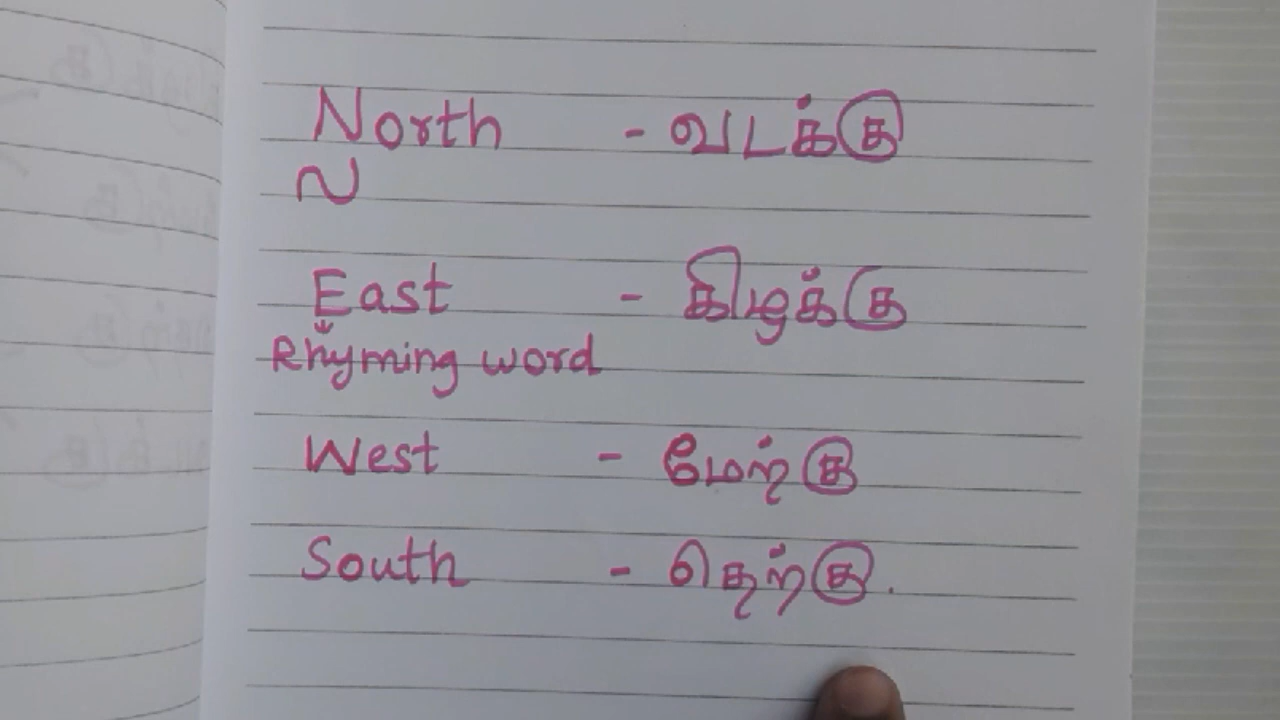 North - வடக்கு
N
East - கிழக்கு
Rhyming word
West - மேற்கு
South - தெற்கு.